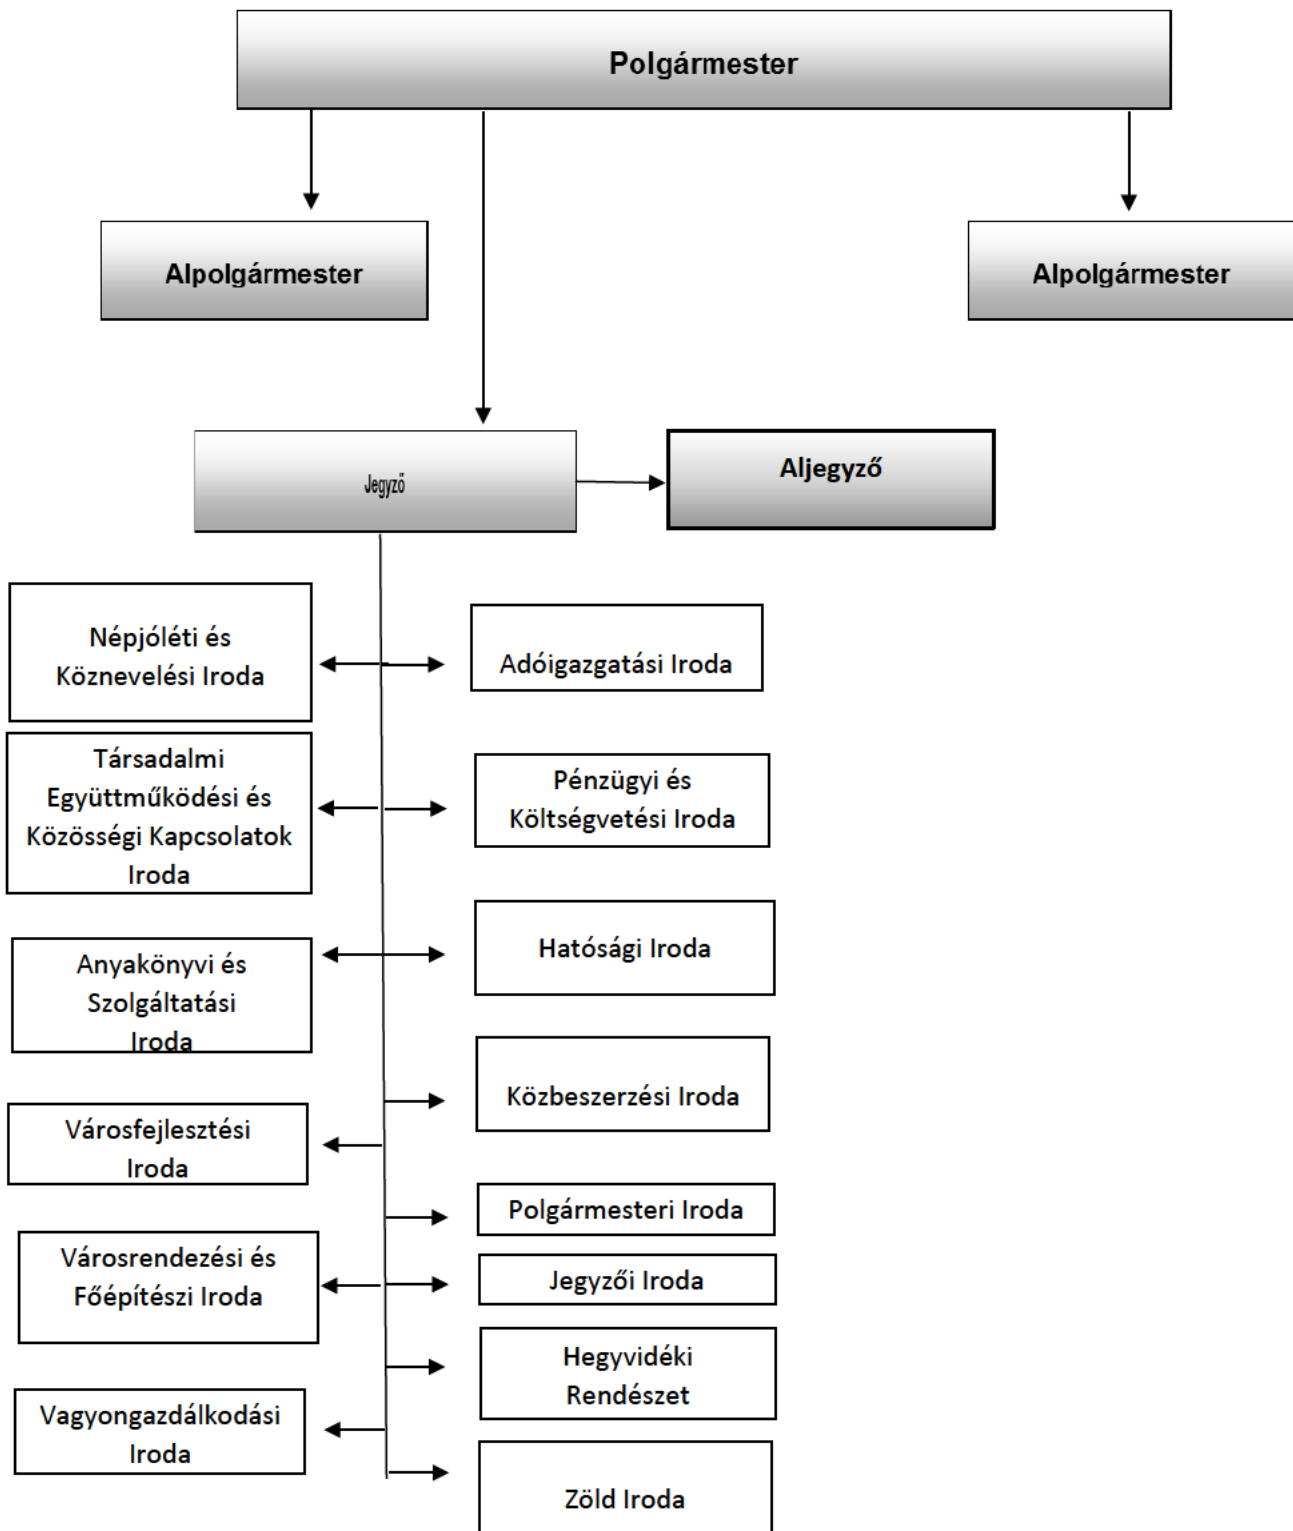 Polgármester
Alpolgármester
Alpolgármester
Jegyző
Aljegyző
Népjóléti és
Köznevelési Iroda
Adóigazgatási Iroda
Társadalmi
Együttműködési és
Közösségi Kapcsolatok
Iroda
Pénzügyi és
Költségvetési Iroda
Anyakönyvi és
Szolgáltatási
Iroda
Hatósági Iroda
Közbeszerzési Iroda
Városfejlesztési
Iroda
Polgármesteri Iroda
Városrendezési és
Főépítészi Iroda
Jegyzői Iroda
Hegyvidéki
Rendészet
Vagyongazdálkodási
Iroda
Zöld Iroda